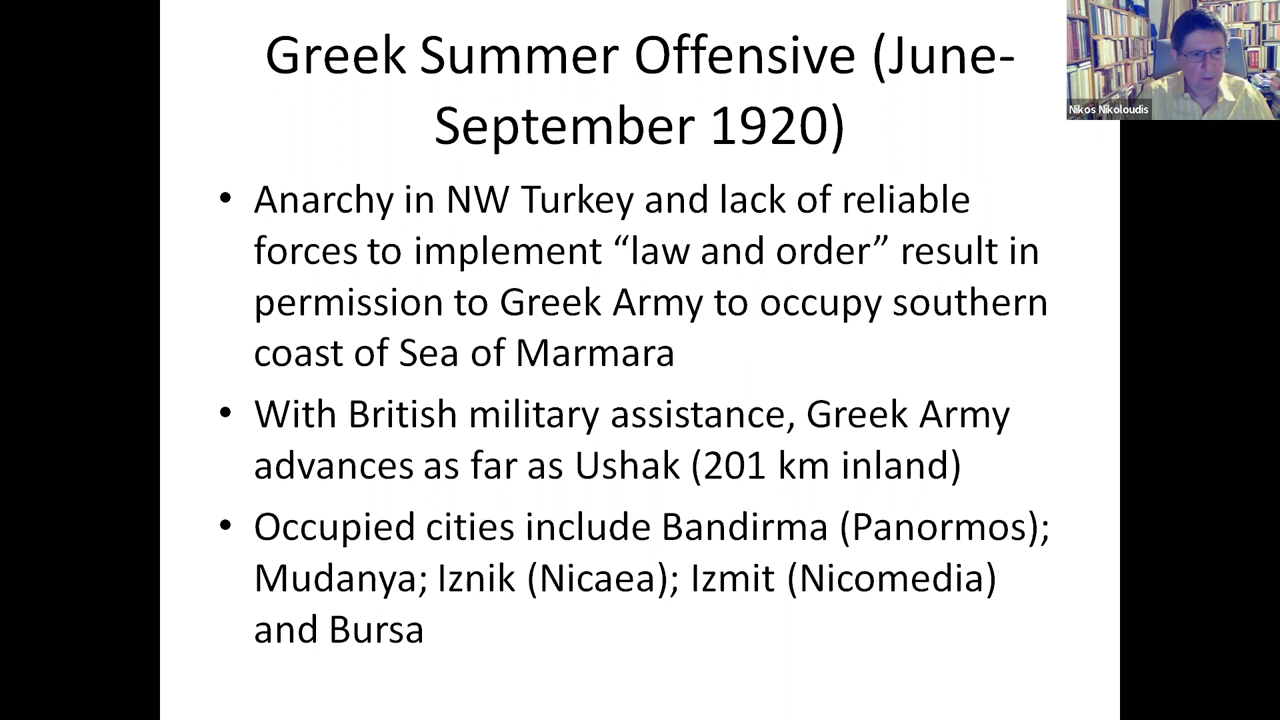 Greek Summer Offensive (June-
September 1920)
• Anarchy in NW Turkey and lack of reliable
forces to implement “law and order” result in
permission to Greek Army to occupy southern
coast of Sea of Marmara
• With British military assistance, Greek Army
advances as far as Ushak (201 km inland)
• Occupied cities include Bandirma (Panormos);
Mudanya; Iznik (Nicaea); Izmit (Nicomedia)
and Bursa
Nikos Nikoloudis